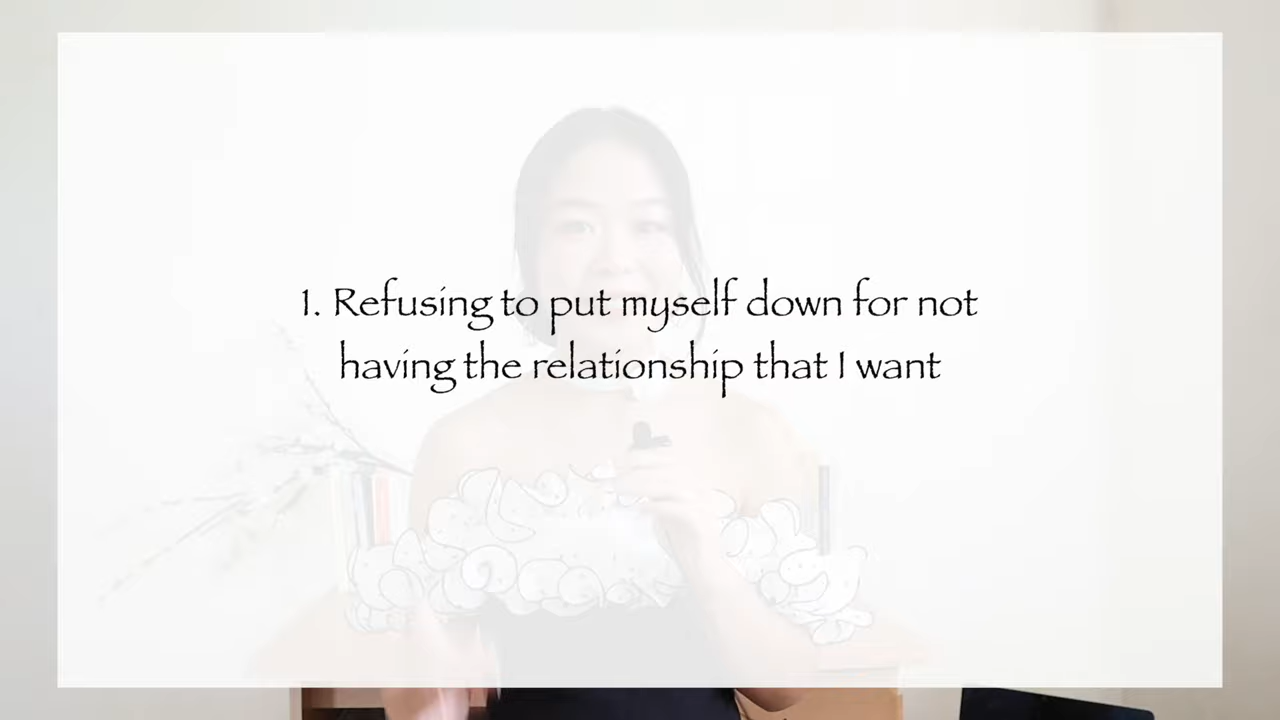 1. Refusing to put myself down for not
having the relationship that I want